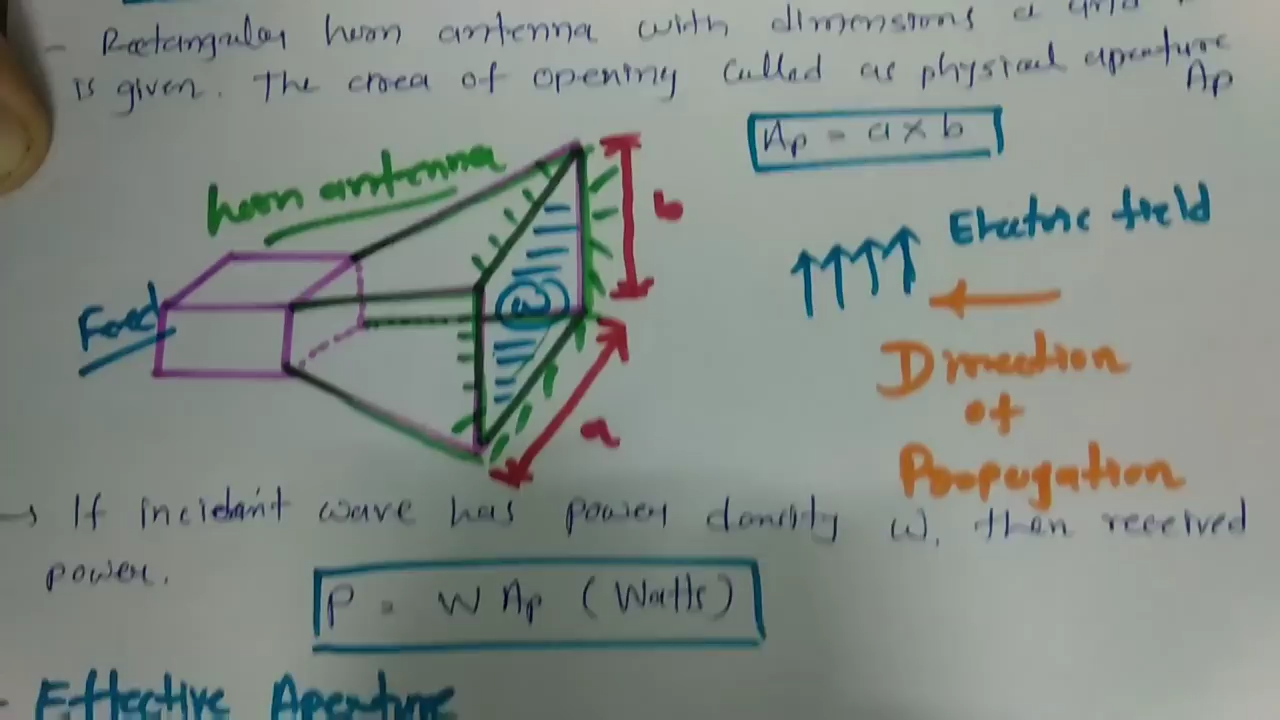 - Rectangular horn antenna with dimensions a and
is given. The area of opening called as physical aperture
Ap
Ap = a × b
horn antenna
b
Electric field
Feed
Direction
of
Propagation
a
→ If incident wave has power density W, then received
power.
P = W Ap (Watts)
- Effective Aperture